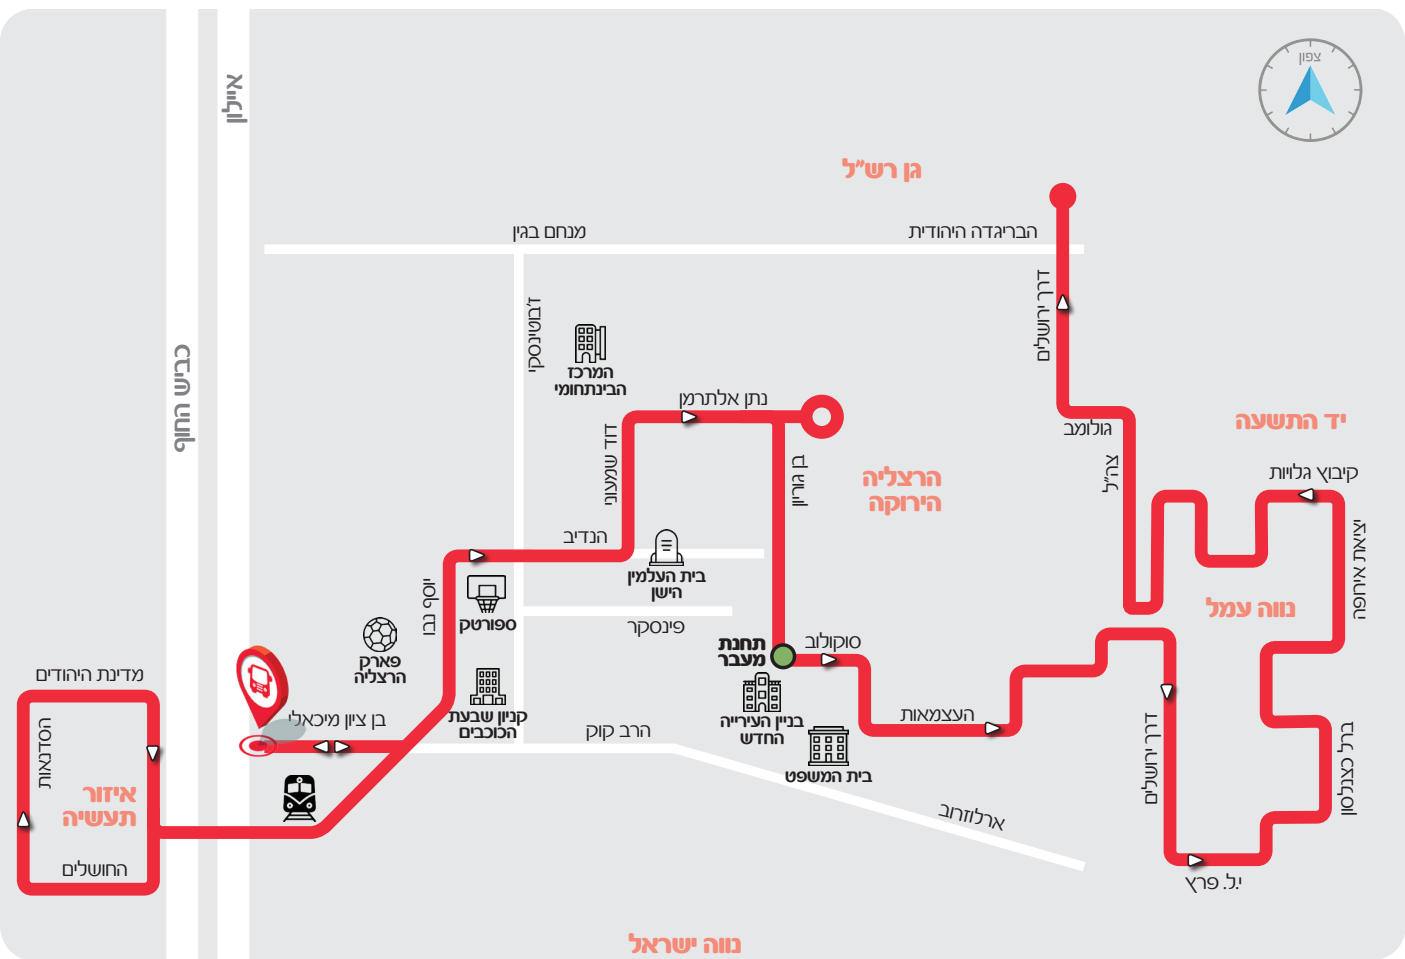 צפון
איילון
גן רש״ל
הבריגדה היהודית
מנחם בגין
דרך ירושלים
ז'בוטינסקי
כביש החוף
המרכז
הבינתחומי
נתן אלתרמן
יד התשעה
גולומב
דוד שמעוני
בן גוריון
צה״ל
קיבוץ גלויות
הרצליה
הירוקה
יציאת אירופה
הנדיב
בית העלמין
הישן
יוסף נבו
נווה עמל
ספורטק
פינסקר
תחנת
מעבר
סוקולוב
פארק
הרצליה
מדינת היהודים
קניון שבעת
הכוכבים
בן ציון מיכאלי
הרב קוק
בניין העירייה
החדש
העצמאות
הסדנאות
דרך ירושלים
ברל כצנלסון
בית המשפט
איזור
תעשיה
ארלוזרוב
החושלים
י.ל. פרץ
נווה ישראל